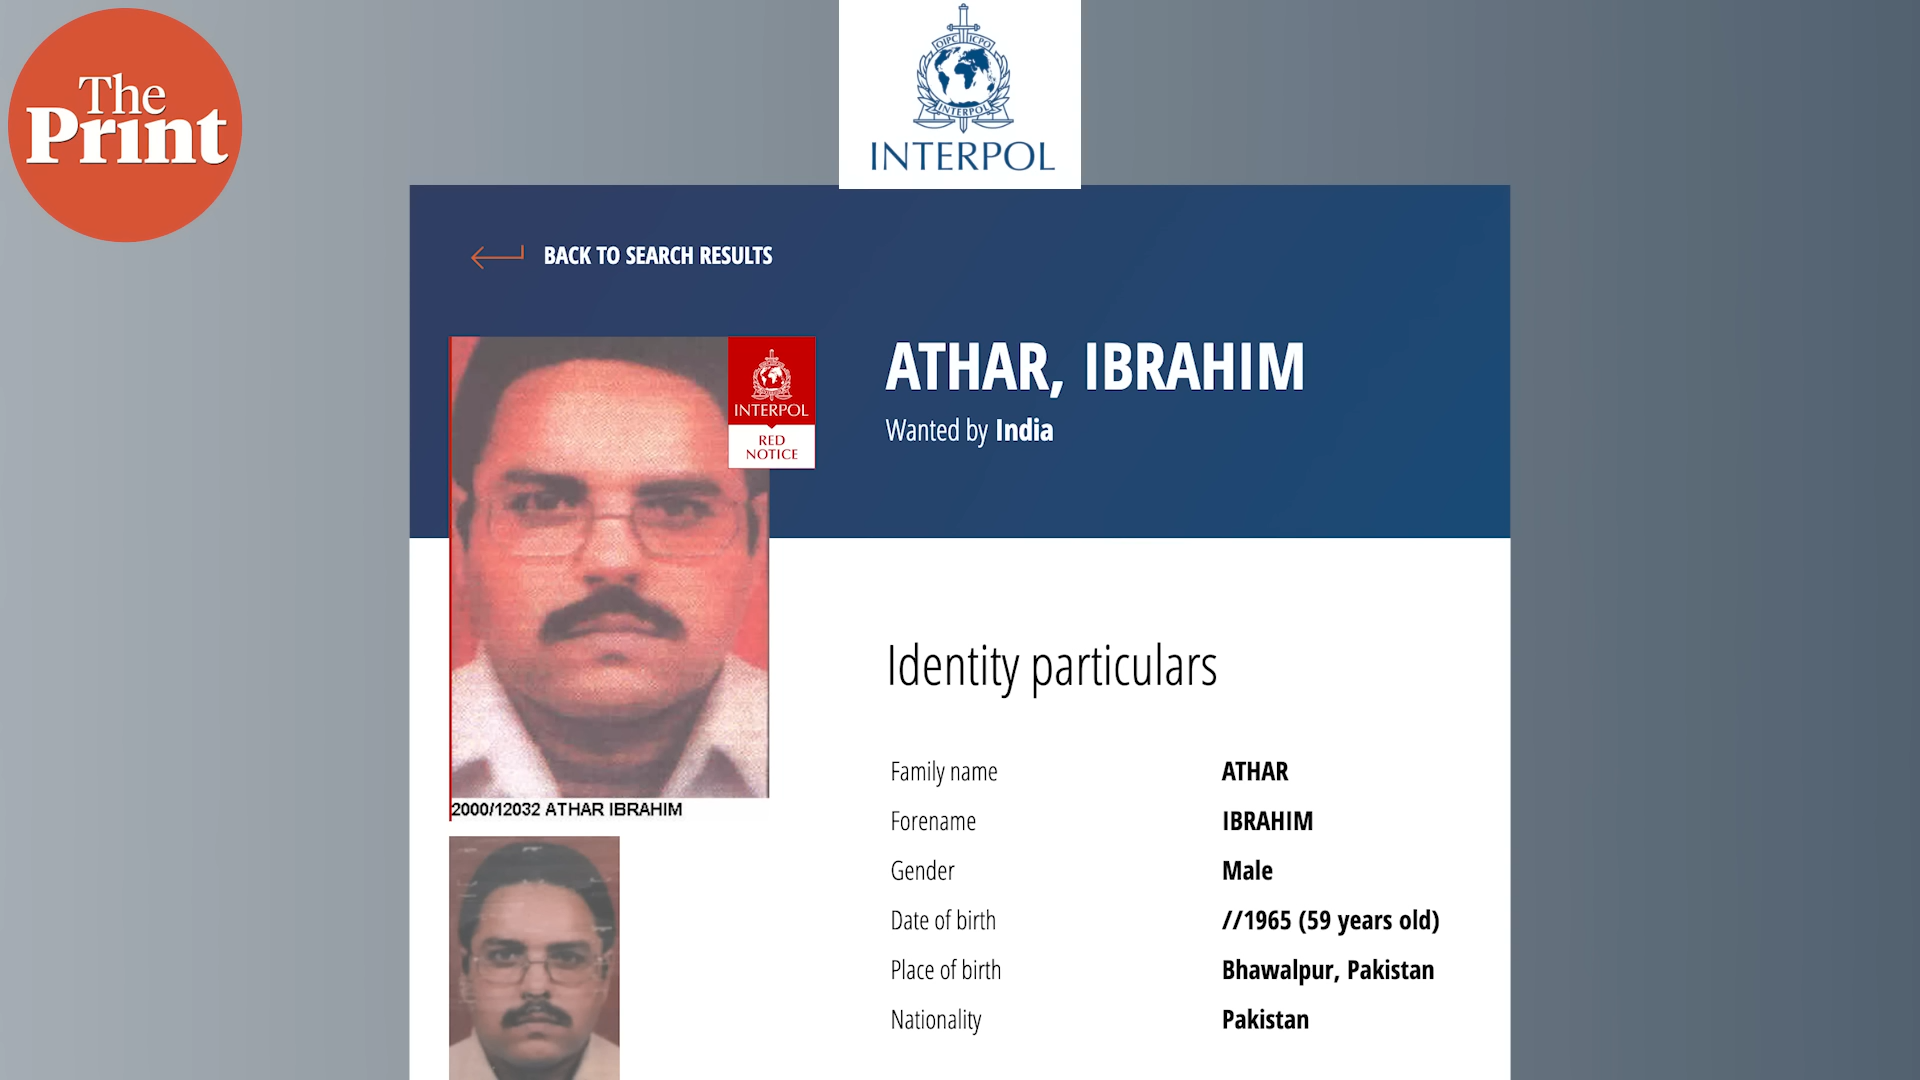 The
Print
OIPC ICPO
INTERPOL
INTERPOL
BACK TO SEARCH RESULTS
INTERPOL
RED
NOTICE
ATHAR, IBRAHIM
Wanted by India
2000/12032 ATHAR IBRAHIM
Identity particulars
Family name ATHAR
Forename IBRAHIM
Gender Male
Date of birth //1965 (59 years old)
Place of birth Bhawalpur, Pakistan
Nationality Pakistan